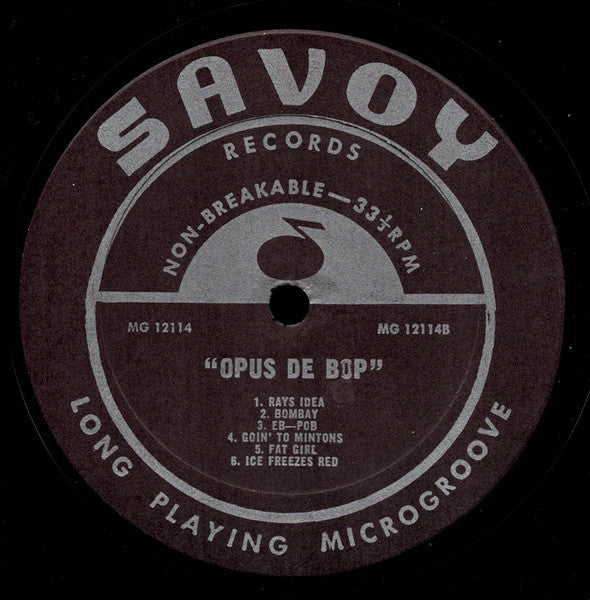 SAVOY
RECORDS
NON-BREAKABLE—33⅓RPM
MG 12114
MG 12114B
"OPUS DE BOP"
1. RAYS IDEA
2. BOMBAY
3. EB—POB
4. GOIN' TO MINTONS
5. FAT GIRL
6. ICE FREEZES RED
LONG PLAYING MICROGROOVE